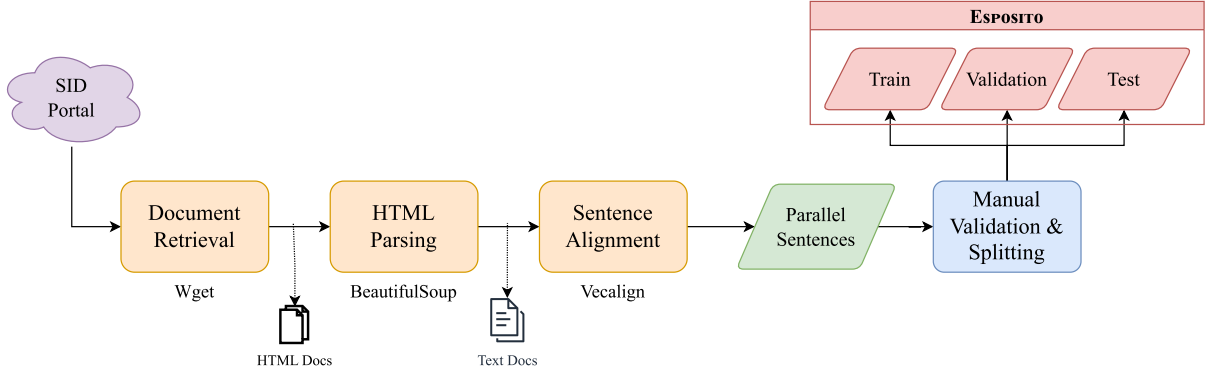 ESPOSITO
Train
Validation
Test
SID
Portal
Document
Retrieval
Wget
HTML Docs
HTML
Parsing
BeautifulSoup
Text Docs
Sentence
Alignment
Vecalign
Parallel
Sentences
Manual
Validation &
Splitting